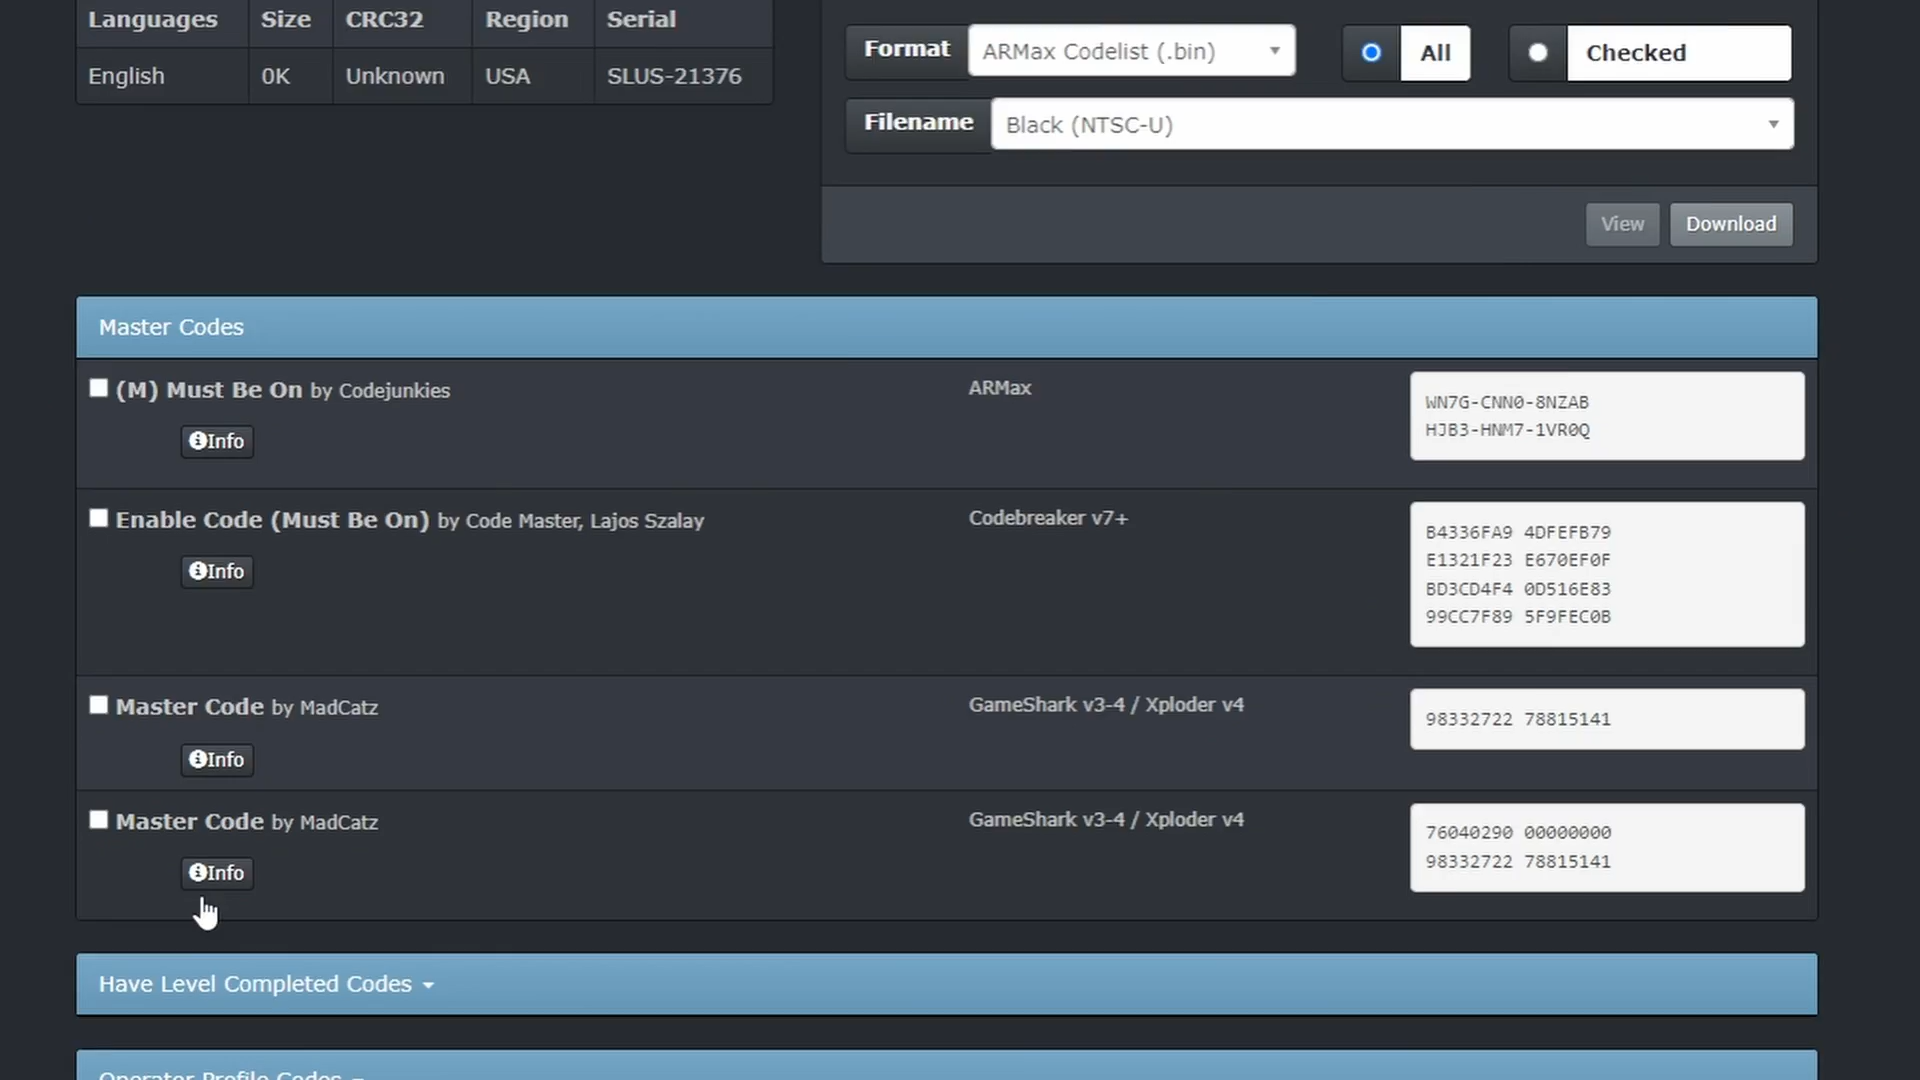 Languages Size CRC32 Region Serial
English 0K Unknown USA SLUS-21376
Format ARMax Codelist (.bin) All Checked
Filename Black (NTSC-U)
View Download
Master Codes
(M) Must Be On by Codejunkies ARMax WN7G-CNN0-8NZAB
HJB3-HNM7-1VR0Q
Info
Enable Code (Must Be On) by Code Master, Lajos Szalay Codebreaker v7+ B4336FA9 4DFEFB79
E1321F23 E670EF0F
Info
BD3CD4F4 0D516E83
99CC7F89 5F9FEC0B
Master Code by MadCatz GameShark v3-4 / Xploder v4 98332722 78815141
Info
Master Code by MadCatz GameShark v3-4 / Xploder v4 76040290 00000000
98332722 78815141
Info
Have Level Completed Codes
Operator Profile Codes